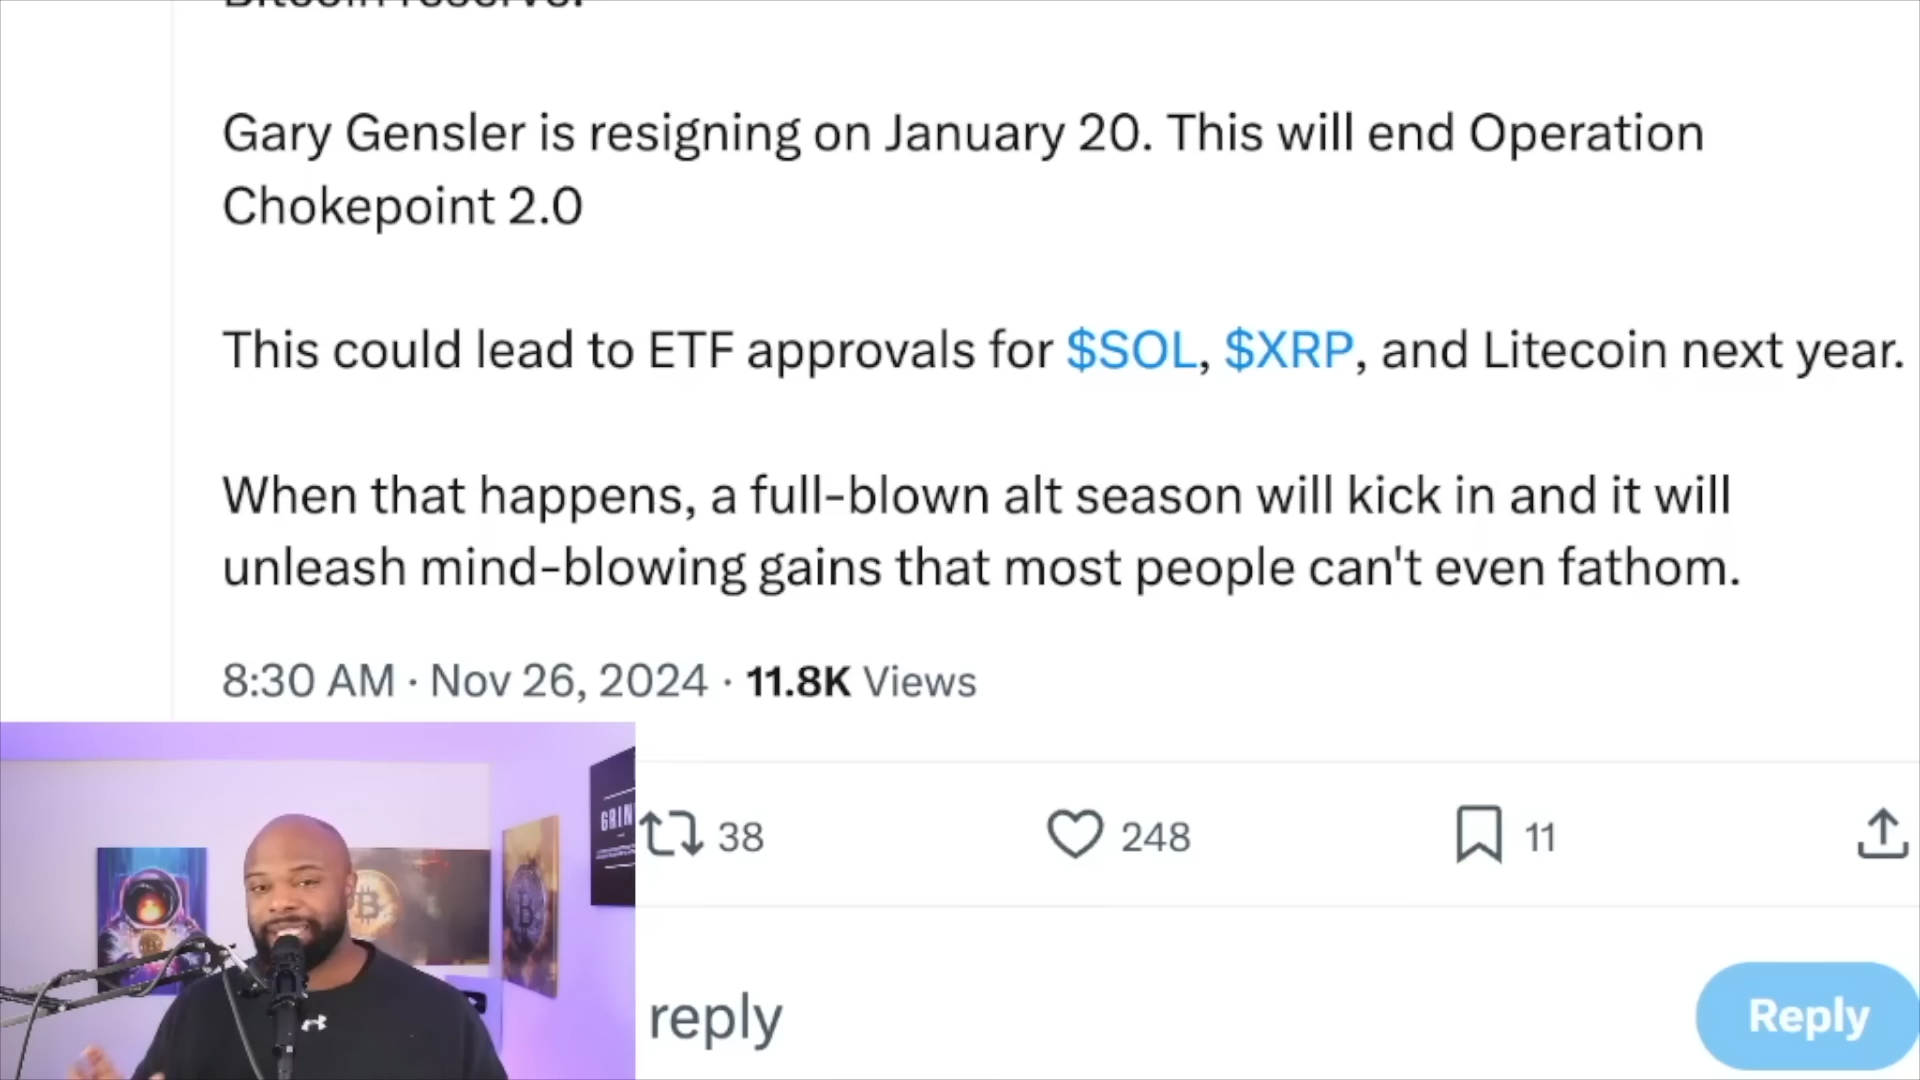 Bitcoin reserve.
Gary Gensler is resigning on January 20. This will end Operation
Chokepoint 2.0
This could lead to ETF approvals for $SOL, $XRP, and Litecoin next year.
When that happens, a full-blown alt season will kick in and it will
unleash mind-blowing gains that most people can't even fathom.
8:30 AM · Nov 26, 2024 · 11.8K Views
38 248 11
reply
Reply